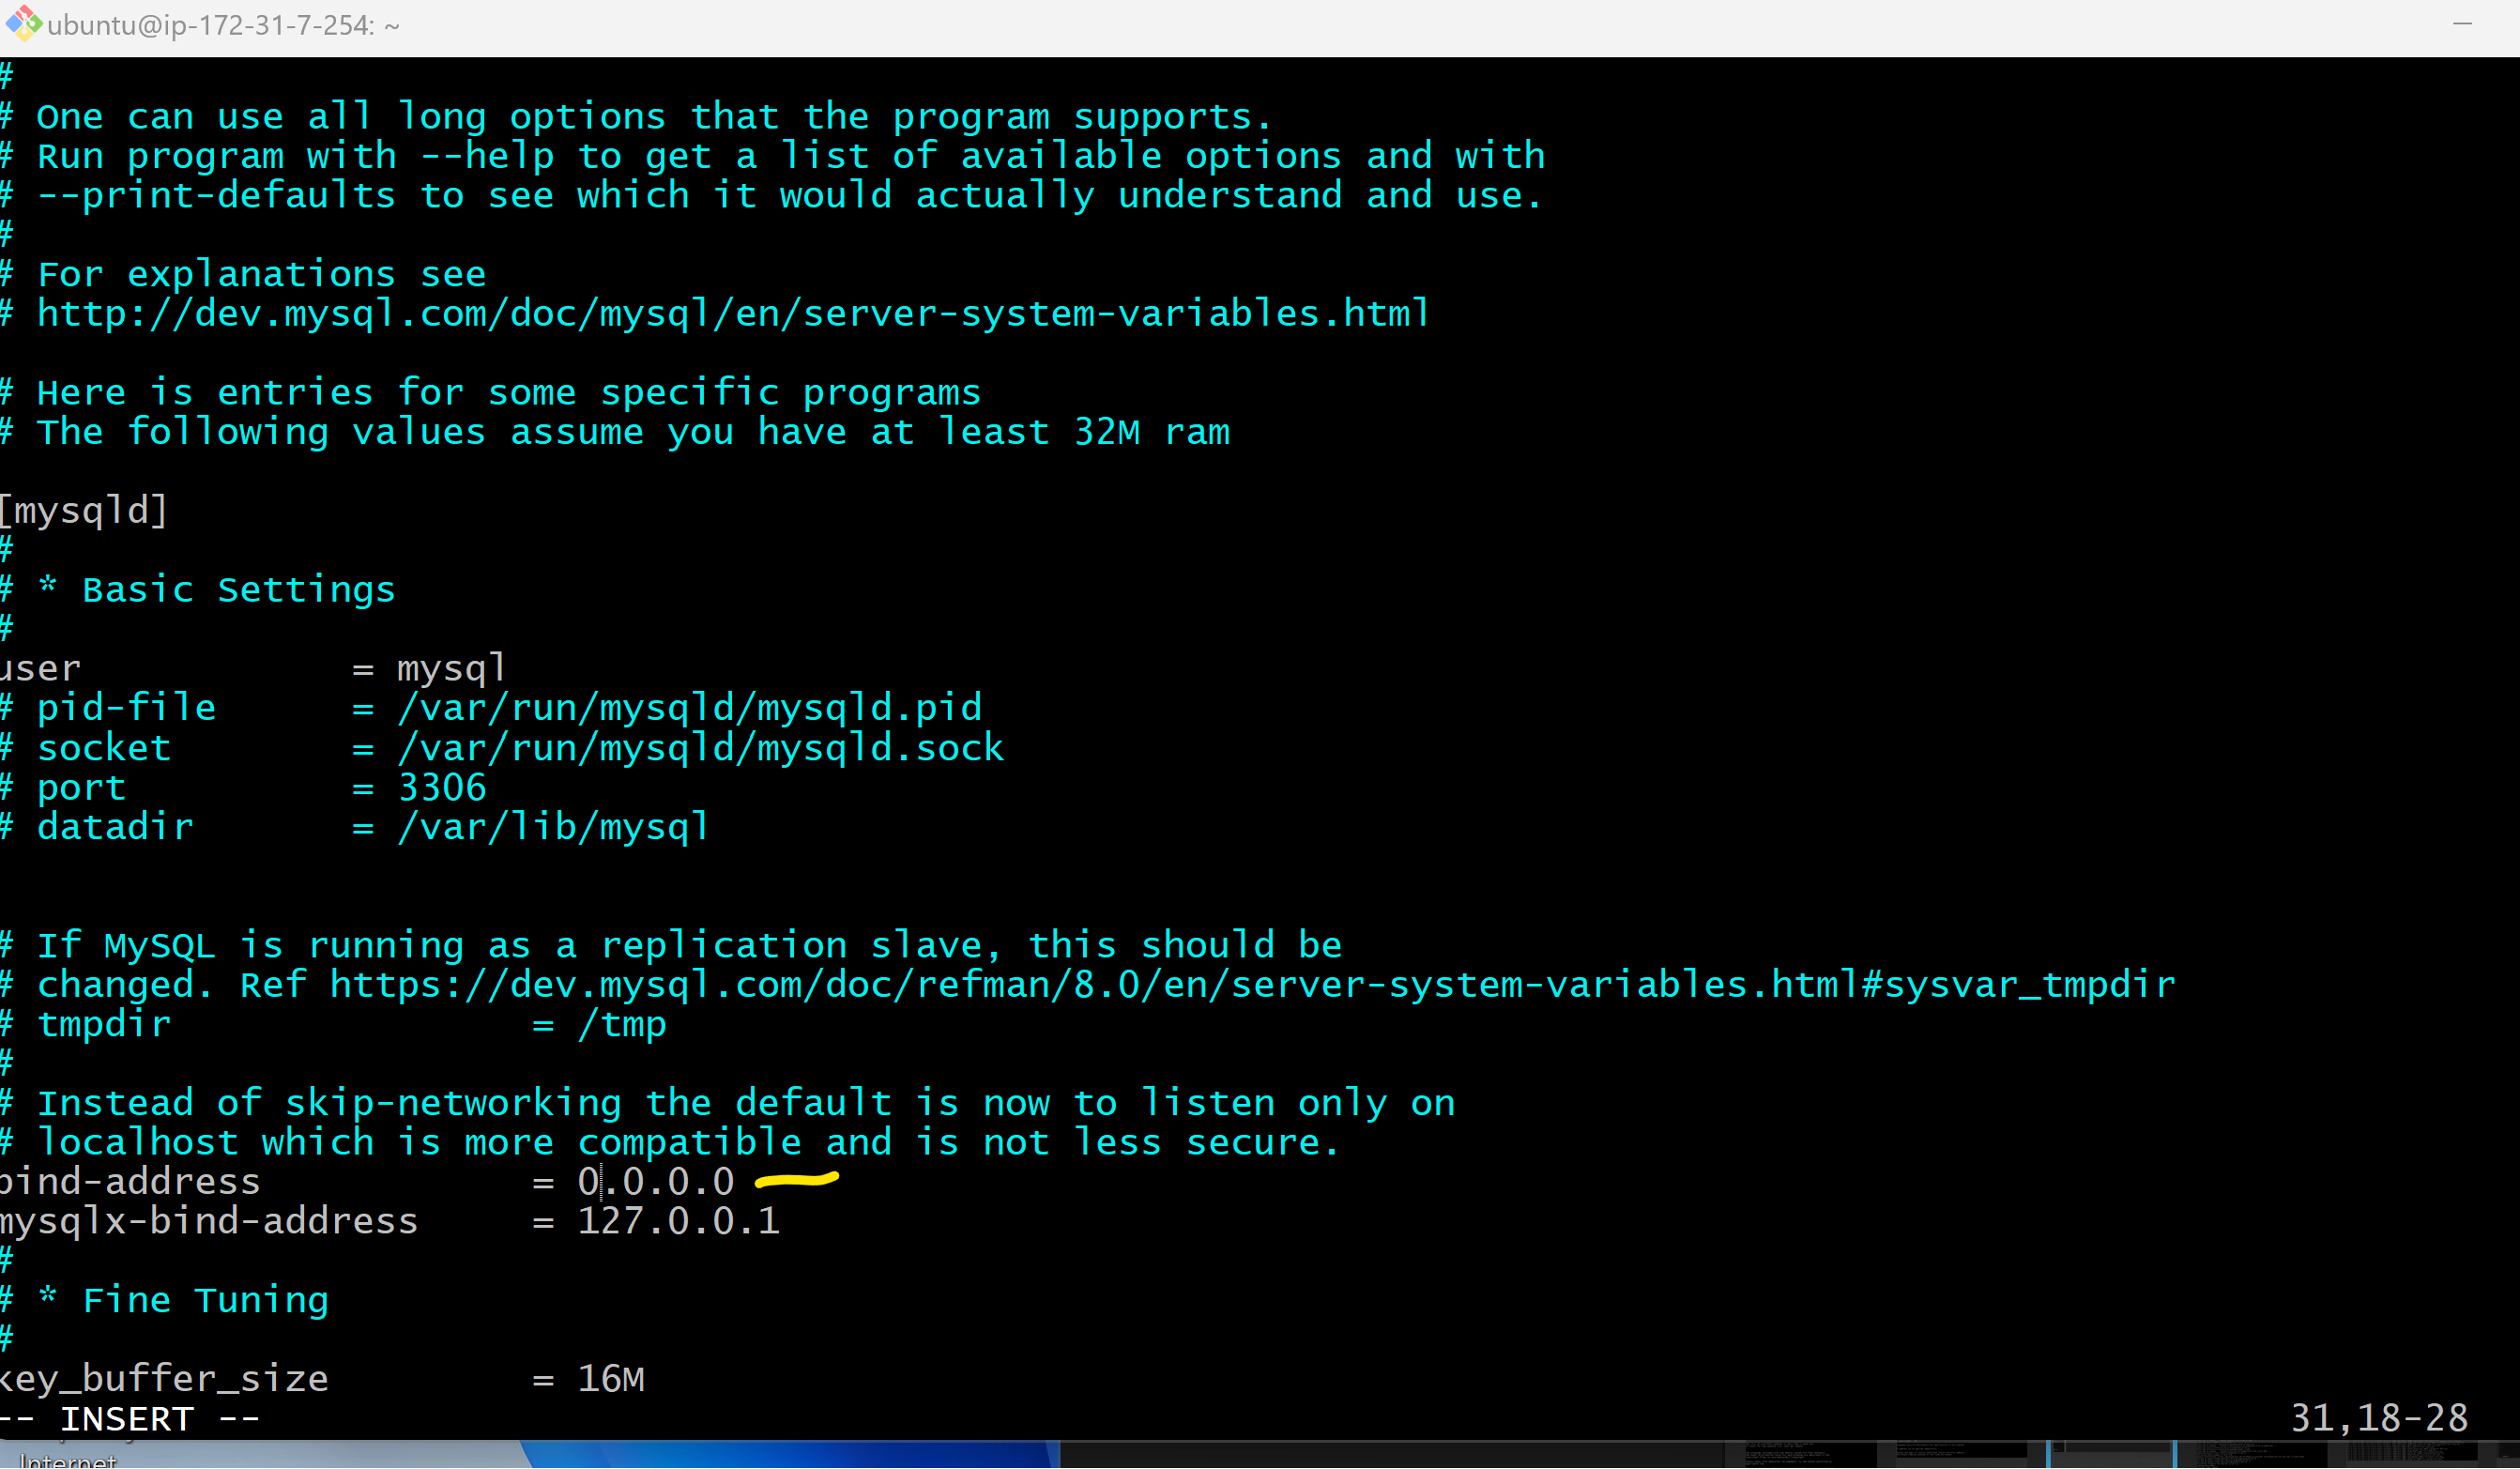 ubuntu@ip-172-31-7-254: ~
#
# One can use all long options that the program supports.
# Run program with --help to get a list of available options and with
# --print-defaults to see which it would actually understand and use.
#
# For explanations see
# http://dev.mysql.com/doc/mysql/en/server-system-variables.html
# Here is entries for some specific programs
# The following values assume you have at least 32M ram
[mysqld]
#
# * Basic Settings
#
user = mysql
# pid-file = /var/run/mysqld/mysqld.pid
# socket = /var/run/mysqld/mysqld.sock
# port = 3306
# datadir = /var/lib/mysql
# If MySQL is running as a replication slave, this should be
# changed. Ref https://dev.mysql.com/doc/refman/8.0/en/server-system-variables.html#sysvar_tmpdir
# tmpdir = /tmp
#
# Instead of skip-networking the default is now to listen only on
# localhost which is more compatible and is not less secure.
bind-address = 0.0.0.0
mysqlx-bind-address = 127.0.0.1
#
# * Fine Tuning
#
key_buffer_size = 16M
-- INSERT -- 31,18-28
Internet